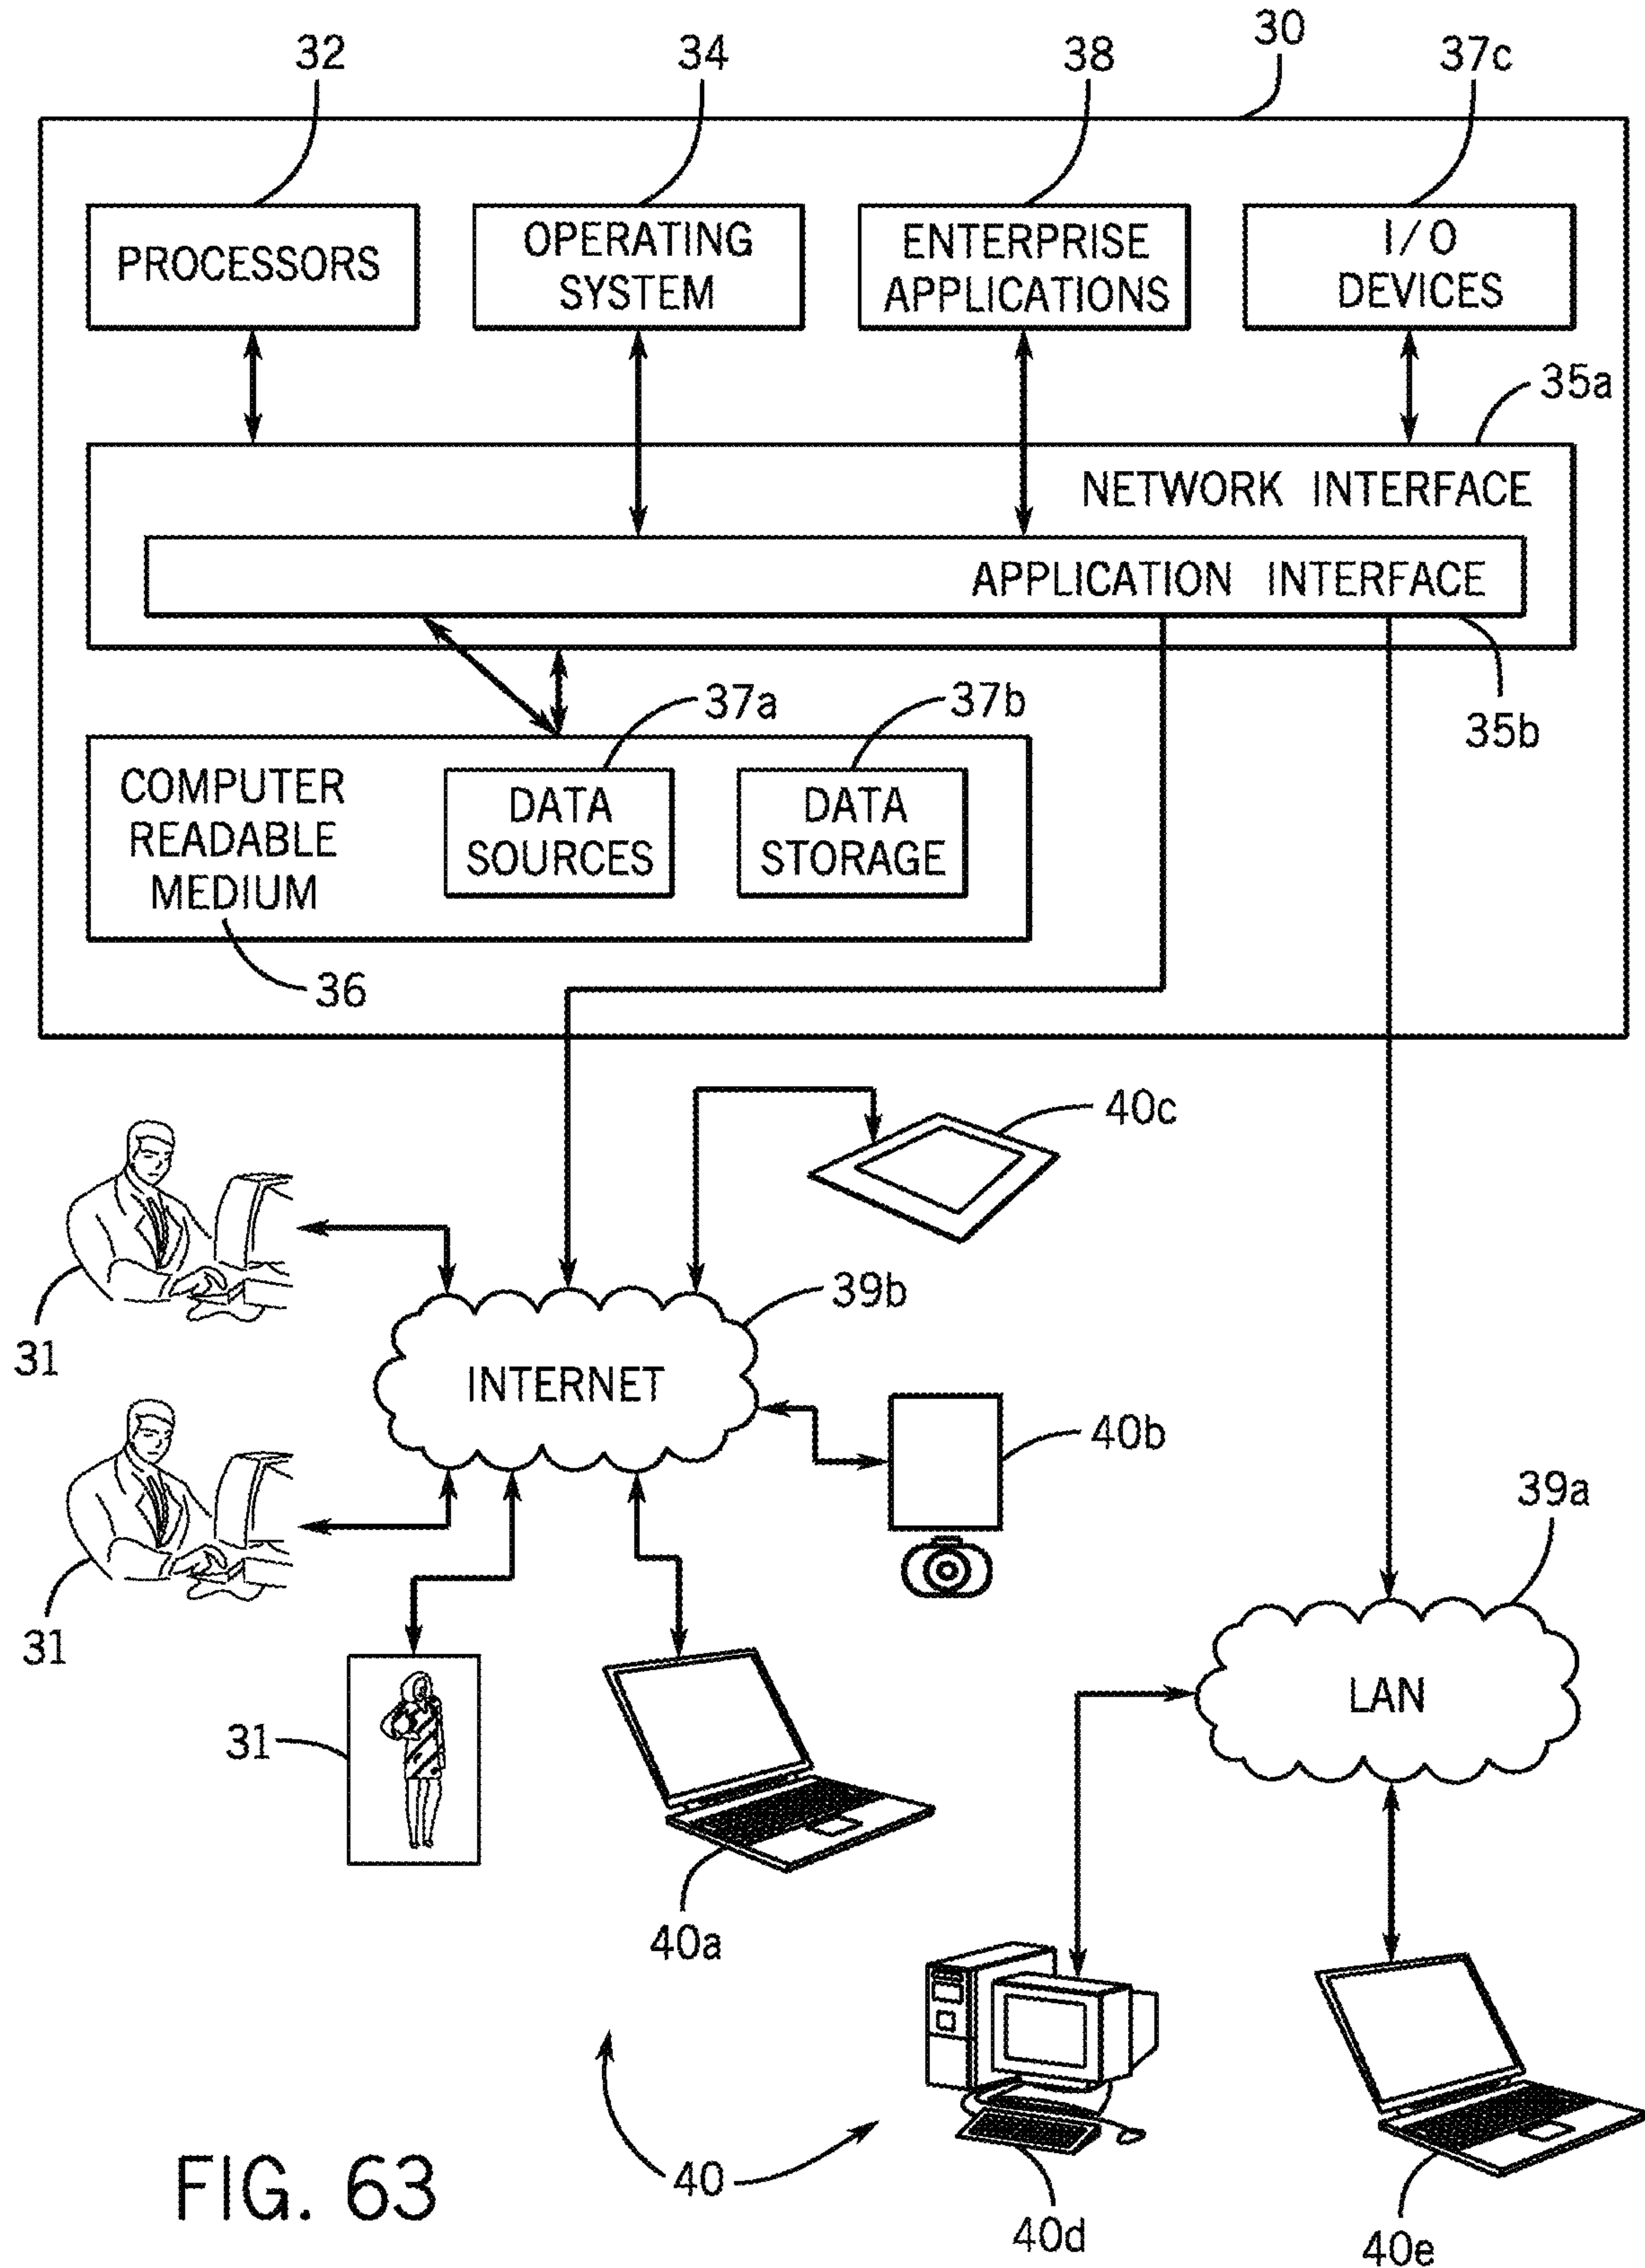 30
32
34
38
37c
PROCESSORS
OPERATING
SYSTEM
ENTERPRISE
APPLICATIONS
I/O
DEVICES
35a
NETWORK INTERFACE
APPLICATION INTERFACE
35b
37a
37b
COMPUTER
READABLE
MEDIUM
DATA
SOURCES
DATA
STORAGE
36
40c
31
39b
INTERNET
40b
31
39a
LAN
31
40a
40
40d
40e
FIG. 63